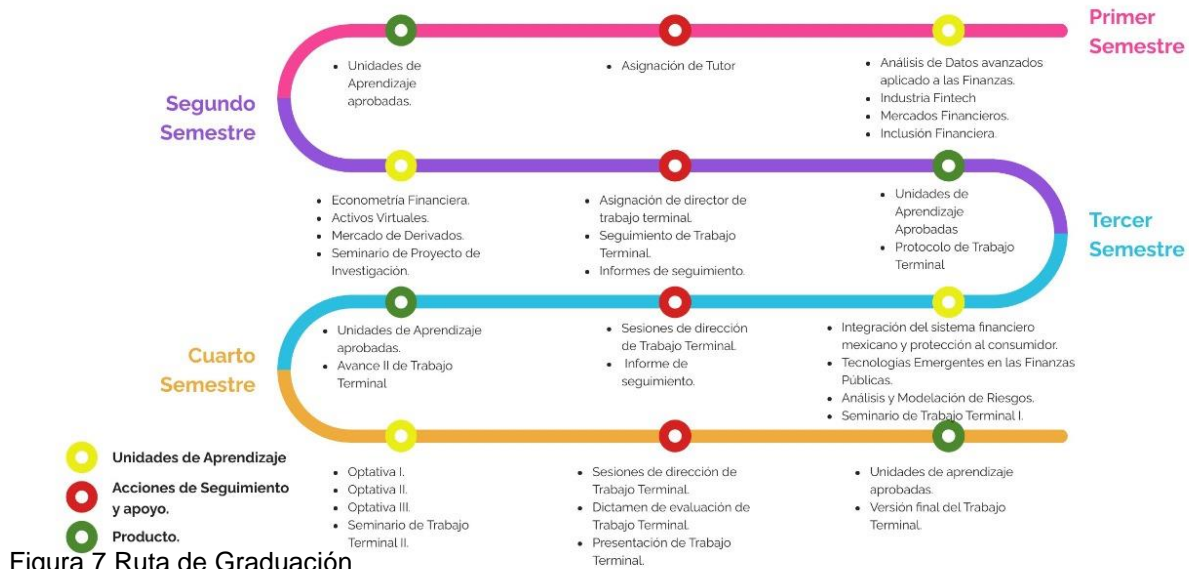 Primer
Semestre
• Unidades de
Aprendizaje
aprobadas.
• Asignación de Tutor
• Análisis de Datos avanzados
aplicado a las Finanzas.
• Industria Fintech
• Mercados Financieros.
• Inclusión Financiera.
Segundo
Semestre
• Econometría Financiera.
• Activos Virtuales.
• Mercado de Derivados.
• Seminario de Proyecto de
Investigación.
• Asignación de director de
trabajo terminal.
• Seguimiento de Trabajo
Terminal.
• Informes de seguimiento.
• Unidades de
Aprendizaje
Aprobadas
• Protocolo de Trabajo
Terminal
Tercer
Semestre
• Unidades de Aprendizaje
aprobadas.
• Avance II de Trabajo
Terminal
• Sesiones de dirección
de Trabajo Terminal.
• Informe de
seguimiento.
• Integración del sistema financiero
mexicano y protección al consumidor.
• Tecnologías Emergentes en las Finanzas
Públicas.
• Análisis y Modelación de Riesgos.
• Seminario de Trabajo Terminal I.
Cuarto
Semestre
• Optativa I.
• Optativa II.
• Optativa III.
• Seminario de Trabajo
Terminal II.
• Sesiones de dirección de
Trabajo Terminal.
• Dictamen de evaluación de
Trabajo Terminal.
• Presentación de Trabajo
Terminal.
• Unidades de aprendizaje
aprobadas.
• Versión final del Trabajo
Terminal.
Unidades de Aprendizaje
Acciones de Seguimiento
y apoyo.
Producto.
Figura 7 Ruta de Graduación